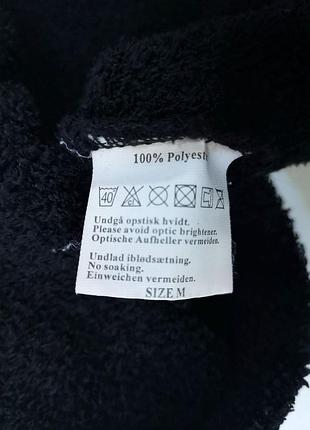 100% Polyeste
40
Undgå opstisk hvidt.
Please avoid optic brightener.
Optische Aufheller vermeiden.
Undlad iblødsætning.
No soaking.
Einweichen vermeiden.
SIZE M